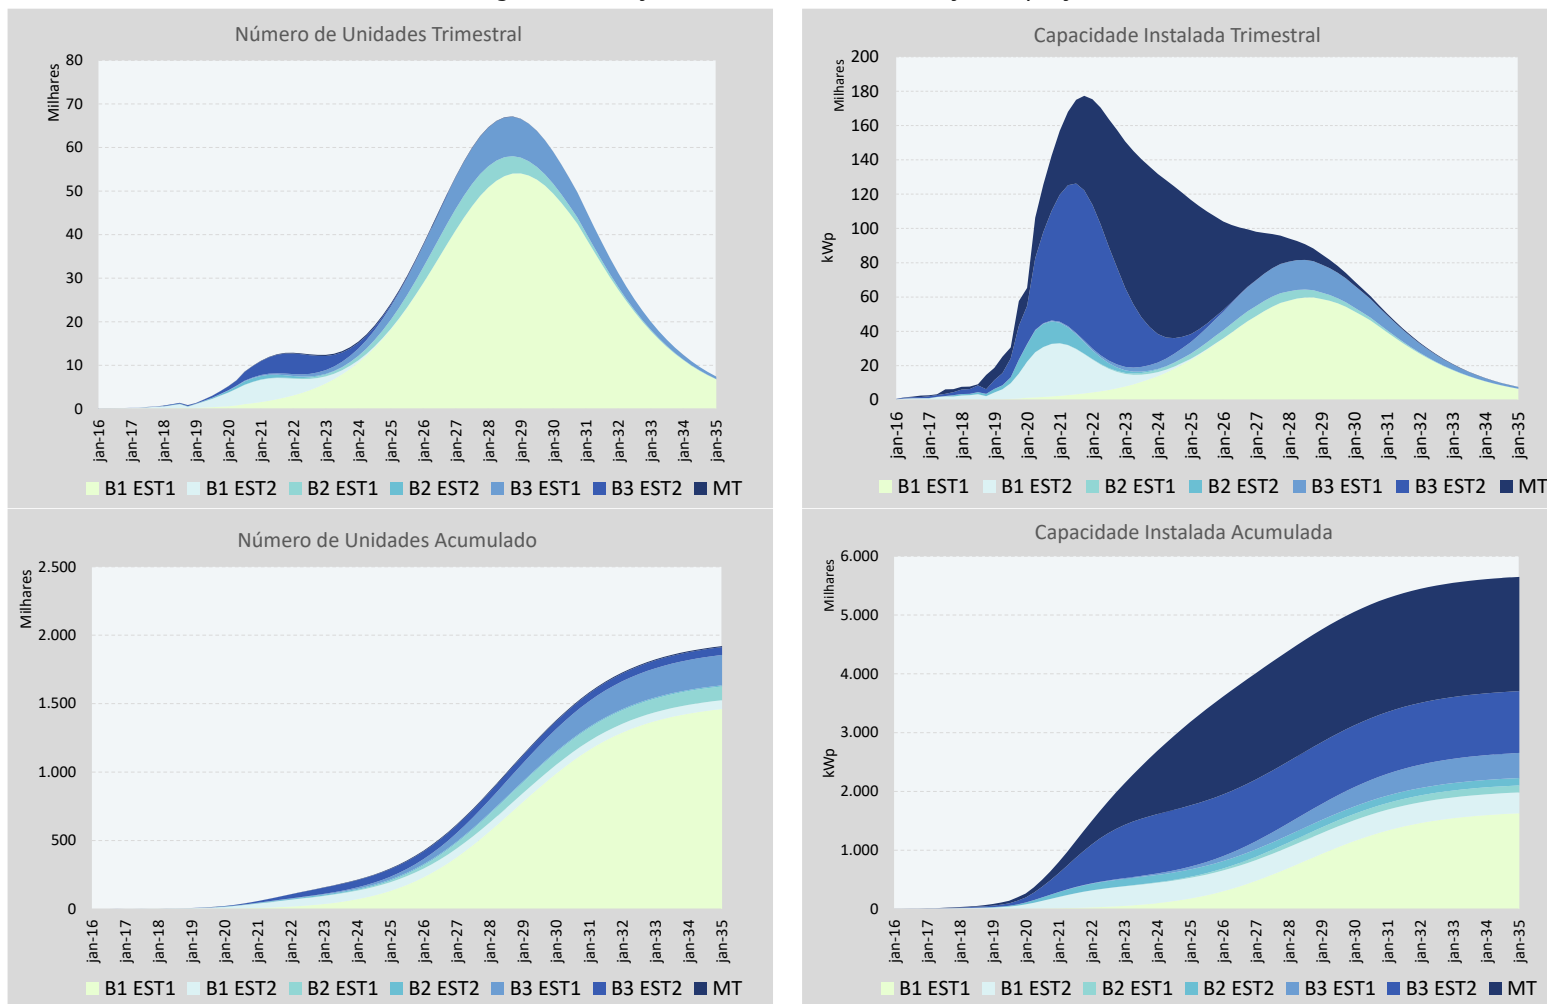 Número de Unidades Trimestral
Milhares
80
70
60
50
40
30
20
10
0
jan-16
jan-17
jan-18
jan-19
jan-20
jan-21
jan-22
jan-23
jan-24
jan-25
jan-26
jan-27
jan-28
jan-29
jan-30
jan-31
jan-32
jan-33
jan-34
jan-35
B1 EST1 B1 EST2 B2 EST1 B2 EST2 B3 EST1 B3 EST2 MT
Capacidade Instalada Trimestral
Milhares
kWp
200
180
160
140
120
100
80
60
40
20
0
jan-16
jan-17
jan-18
jan-19
jan-20
jan-21
jan-22
jan-23
jan-24
jan-25
jan-26
jan-27
jan-28
jan-29
jan-30
jan-31
jan-32
jan-33
jan-34
jan-35
B1 EST1 B1 EST2 B2 EST1 B2 EST2 B3 EST1 B3 EST2 MT
Número de Unidades Acumulado
Milhares
2.500
2.000
1.500
1.000
500
0
jan-16
jan-17
jan-18
jan-19
jan-20
jan-21
jan-22
jan-23
jan-24
jan-25
jan-26
jan-27
jan-28
jan-29
jan-30
jan-31
jan-32
jan-33
jan-34
jan-35
B1 EST1 B1 EST2 B2 EST1 B2 EST2 B3 EST1 B3 EST2 MT
Capacidade Instalada Acumulada
Milhares
kWp
6.000
5.000
4.000
3.000
2.000
1.000
0
jan-16
jan-17
jan-18
jan-19
jan-20
jan-21
jan-22
jan-23
jan-24
jan-25
jan-26
jan-27
jan-28
jan-29
jan-30
jan-31
jan-32
jan-33
jan-34
jan-35
B1 EST1 B1 EST2 B2 EST1 B2 EST2 B3 EST1 B3 EST2 MT